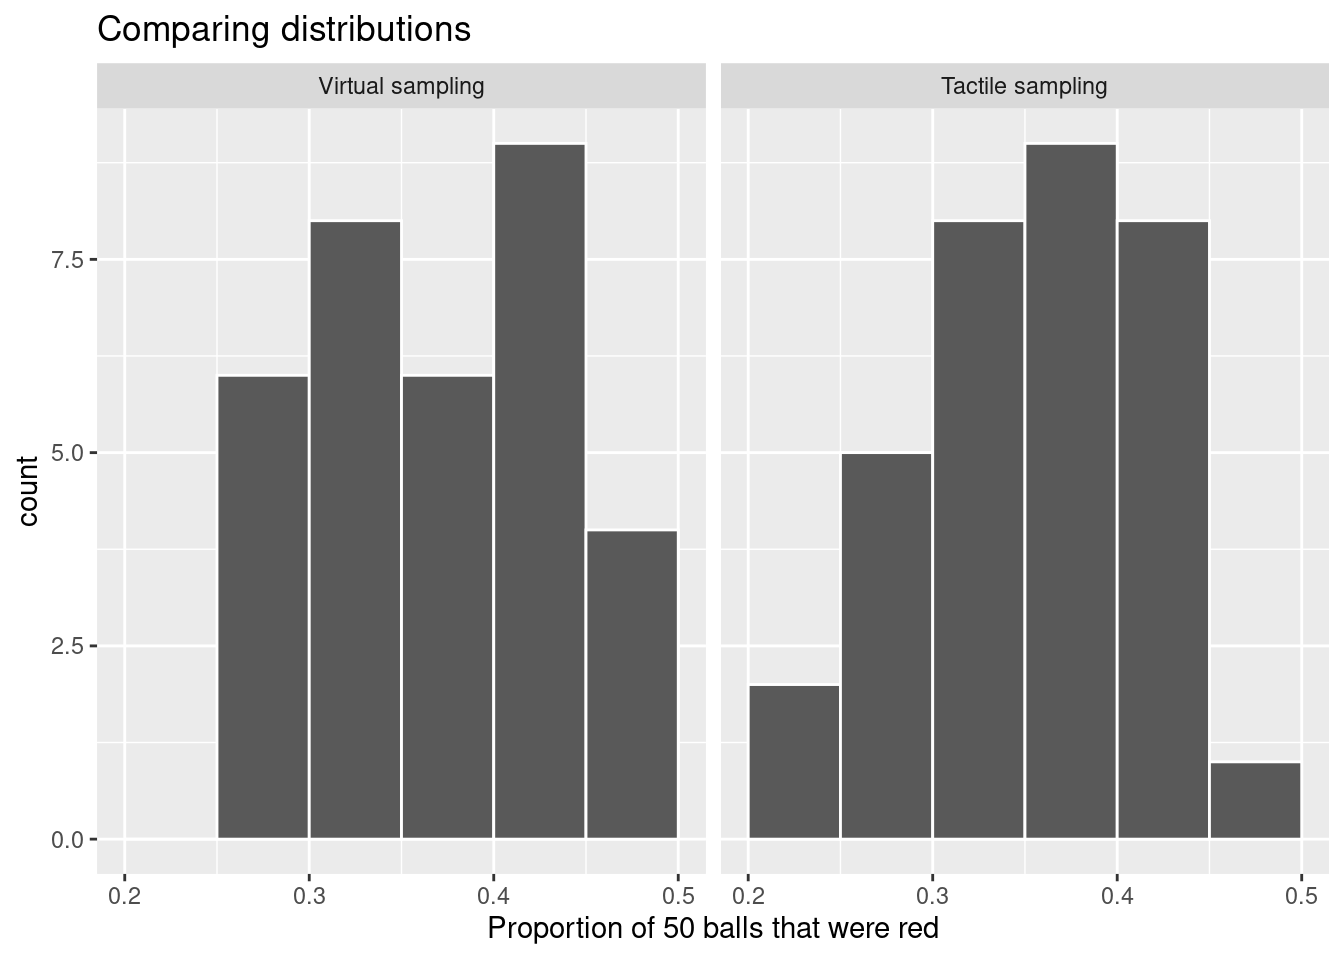 Comparing distributions
Virtual sampling
Tactile sampling
count
7.5
5.0
2.5
0.0
0.2 0.3 0.4 0.5
0.2 0.3 0.4 0.5
Proportion of 50 balls that were red